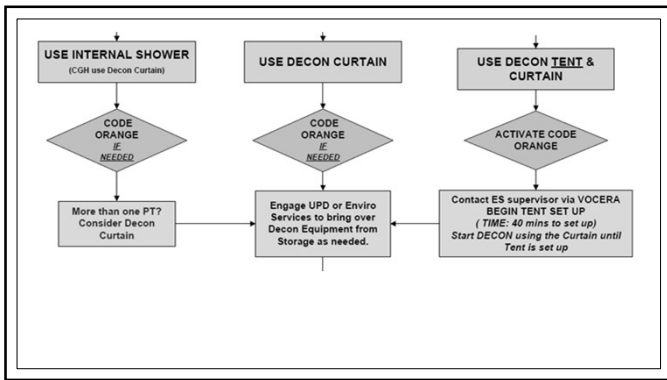 USE INTERNAL SHOWER
(CGH use Decon Curtain)
CODE
ORANGE
IF
NEEDED
More than one PT?
Consider Decon
Curtain
USE DECON CURTAIN
CODE
ORANGE
IF
NEEDED
Engage UPD or Enviro
Services to bring over
Decon Equipment from
Storage as needed.
USE DECON TENT &
CURTAIN
ACTIVATE CODE
ORANGE
Contact ES supervisor via VOCERA
BEGIN TENT SET UP
( TIME: 40 mins to set up)
Start DECON using the Curtain until
Tent is set up